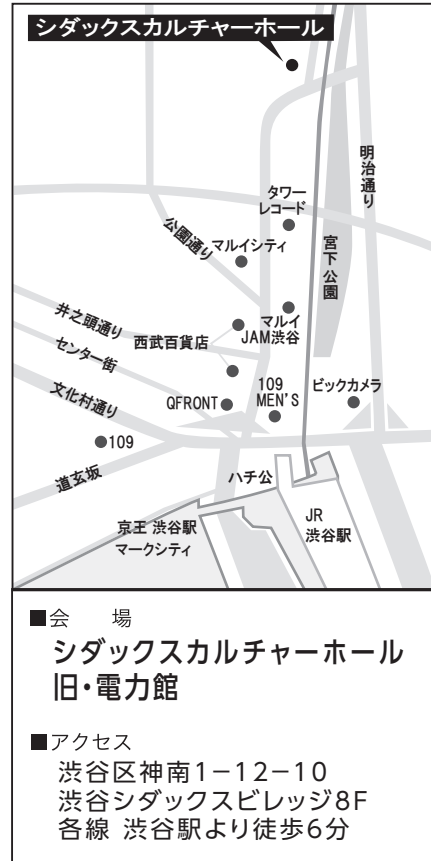 シダックスカルチャーホール
明治通り
タワー
レコード
公園通り
マルイシティ
宮下公園
井之頭通り
センター街
西武百貨店
マルイ
JAM渋谷
文化村通り
QFRONT
109
MEN'S
ビックカメラ
109
道玄坂
ハチ公
京王 渋谷駅
マークシティ
JR
渋谷駅
■会　場
シダックスカルチャーホール
旧・電力館
■アクセス
渋谷区神南1−12−10
渋谷シダックスビレッジ8F
各線 渋谷駅より徒歩6分